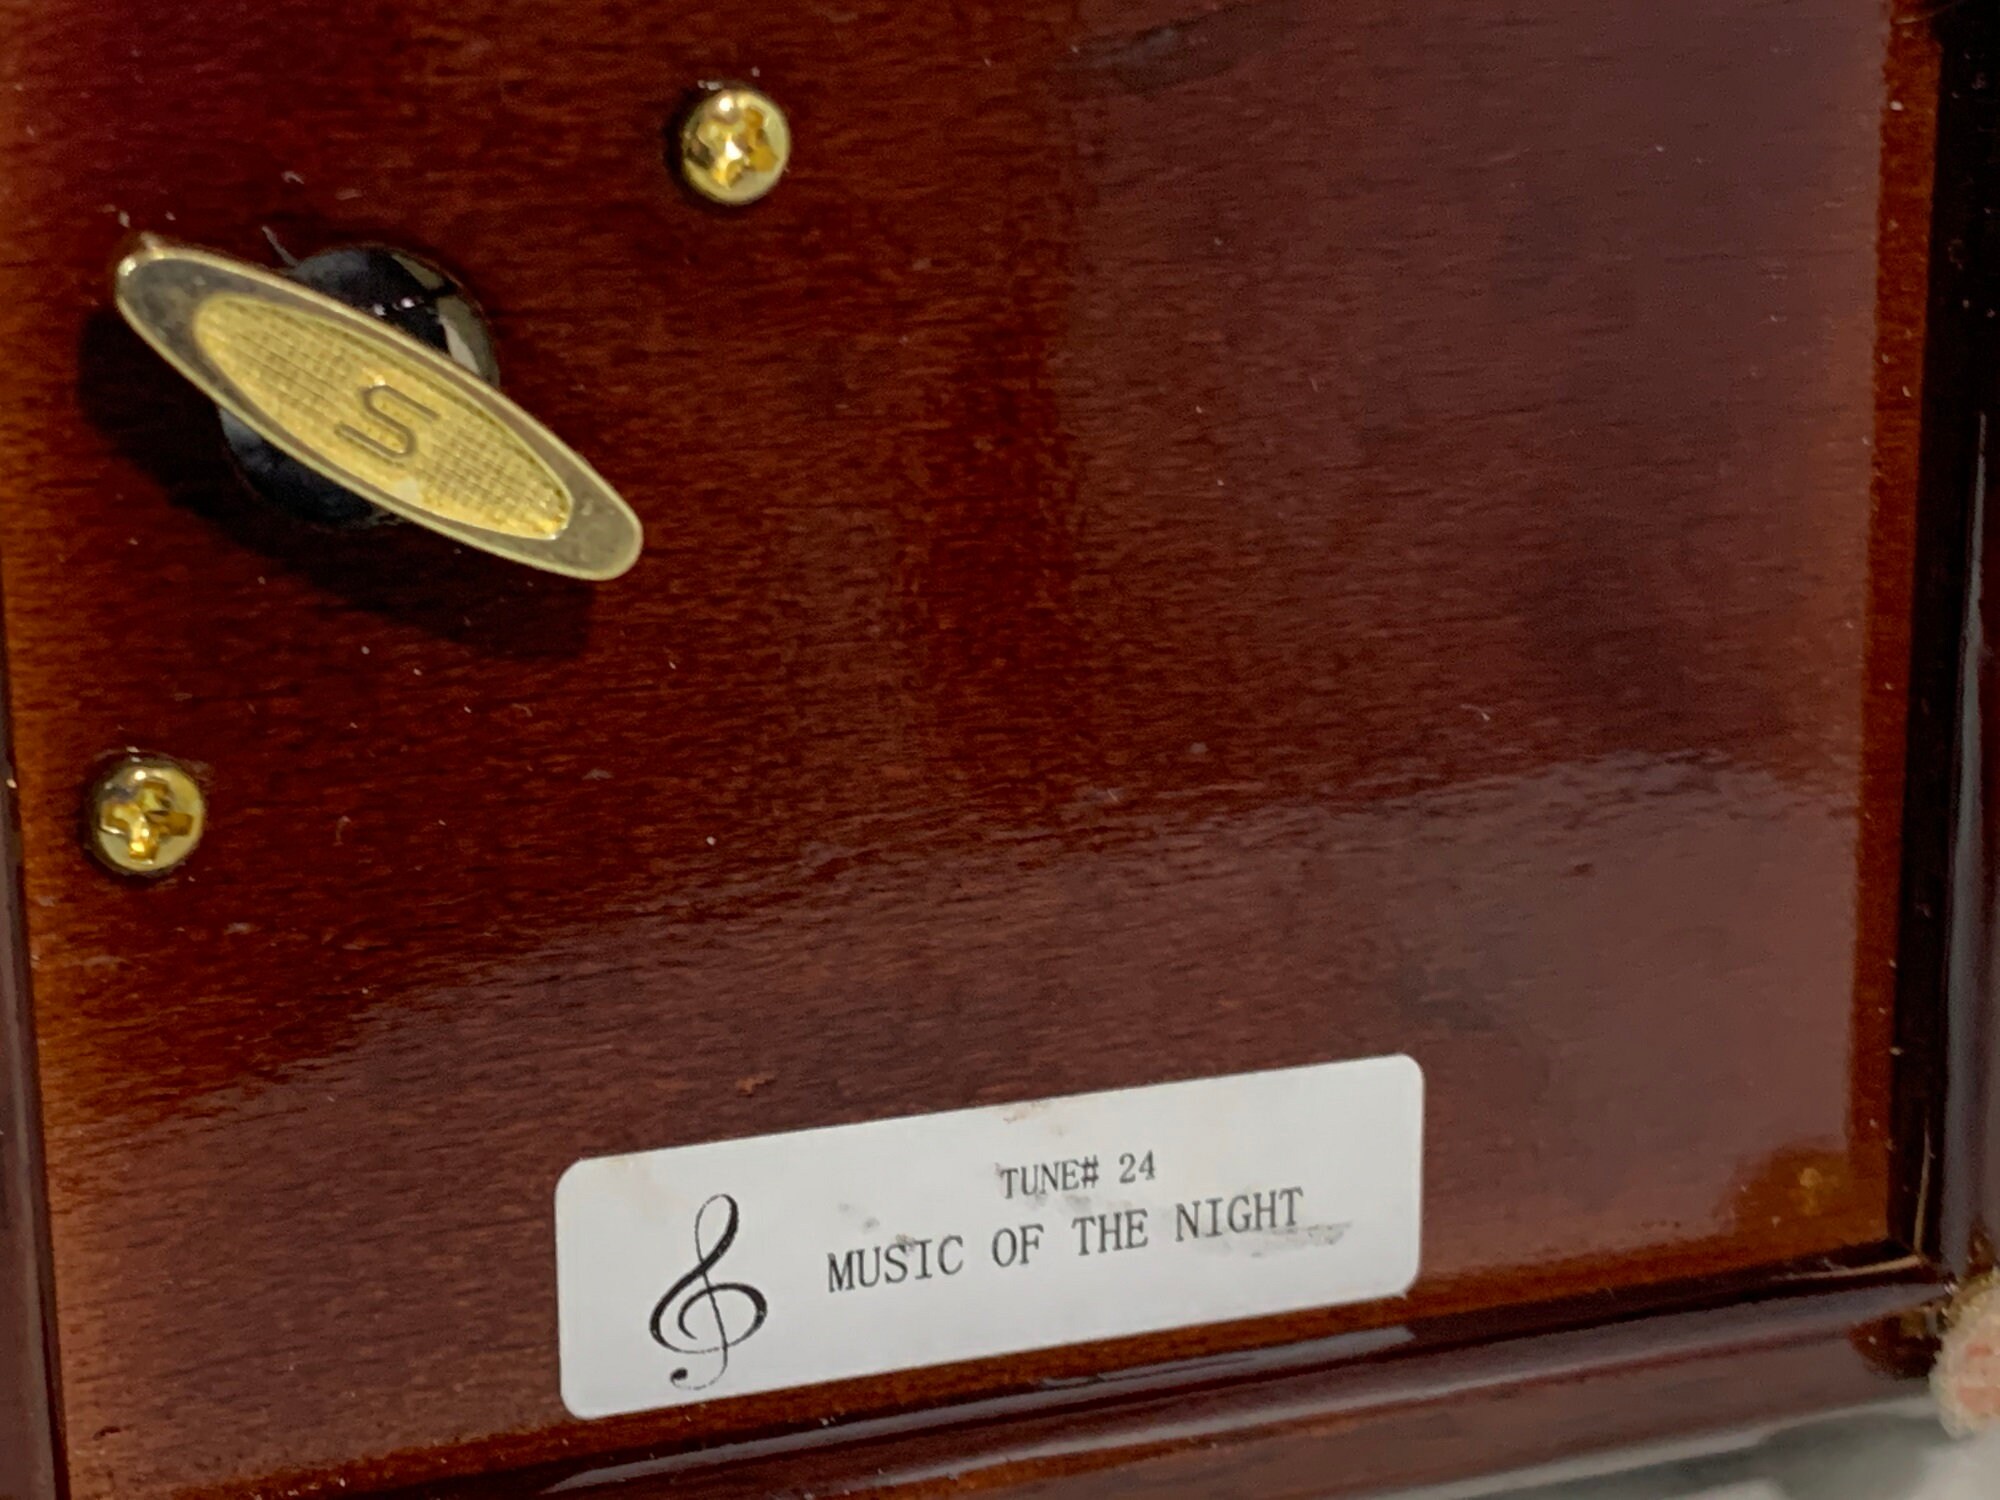 S
TUNE# 24
MUSIC OF THE NIGHT